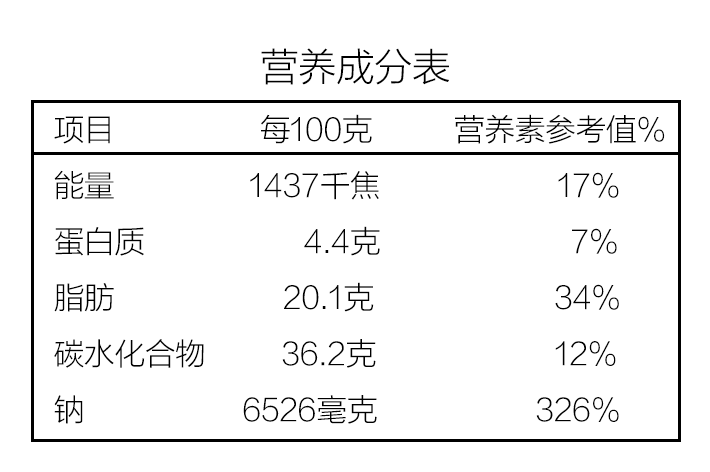 营养成分表
项目 每100克 营养素参考值%
能量 1437千焦 17%
蛋白质 4.4克 7%
脂肪 20.1克 34%
碳水化合物 36.2克 12%
钠 6526毫克 326%